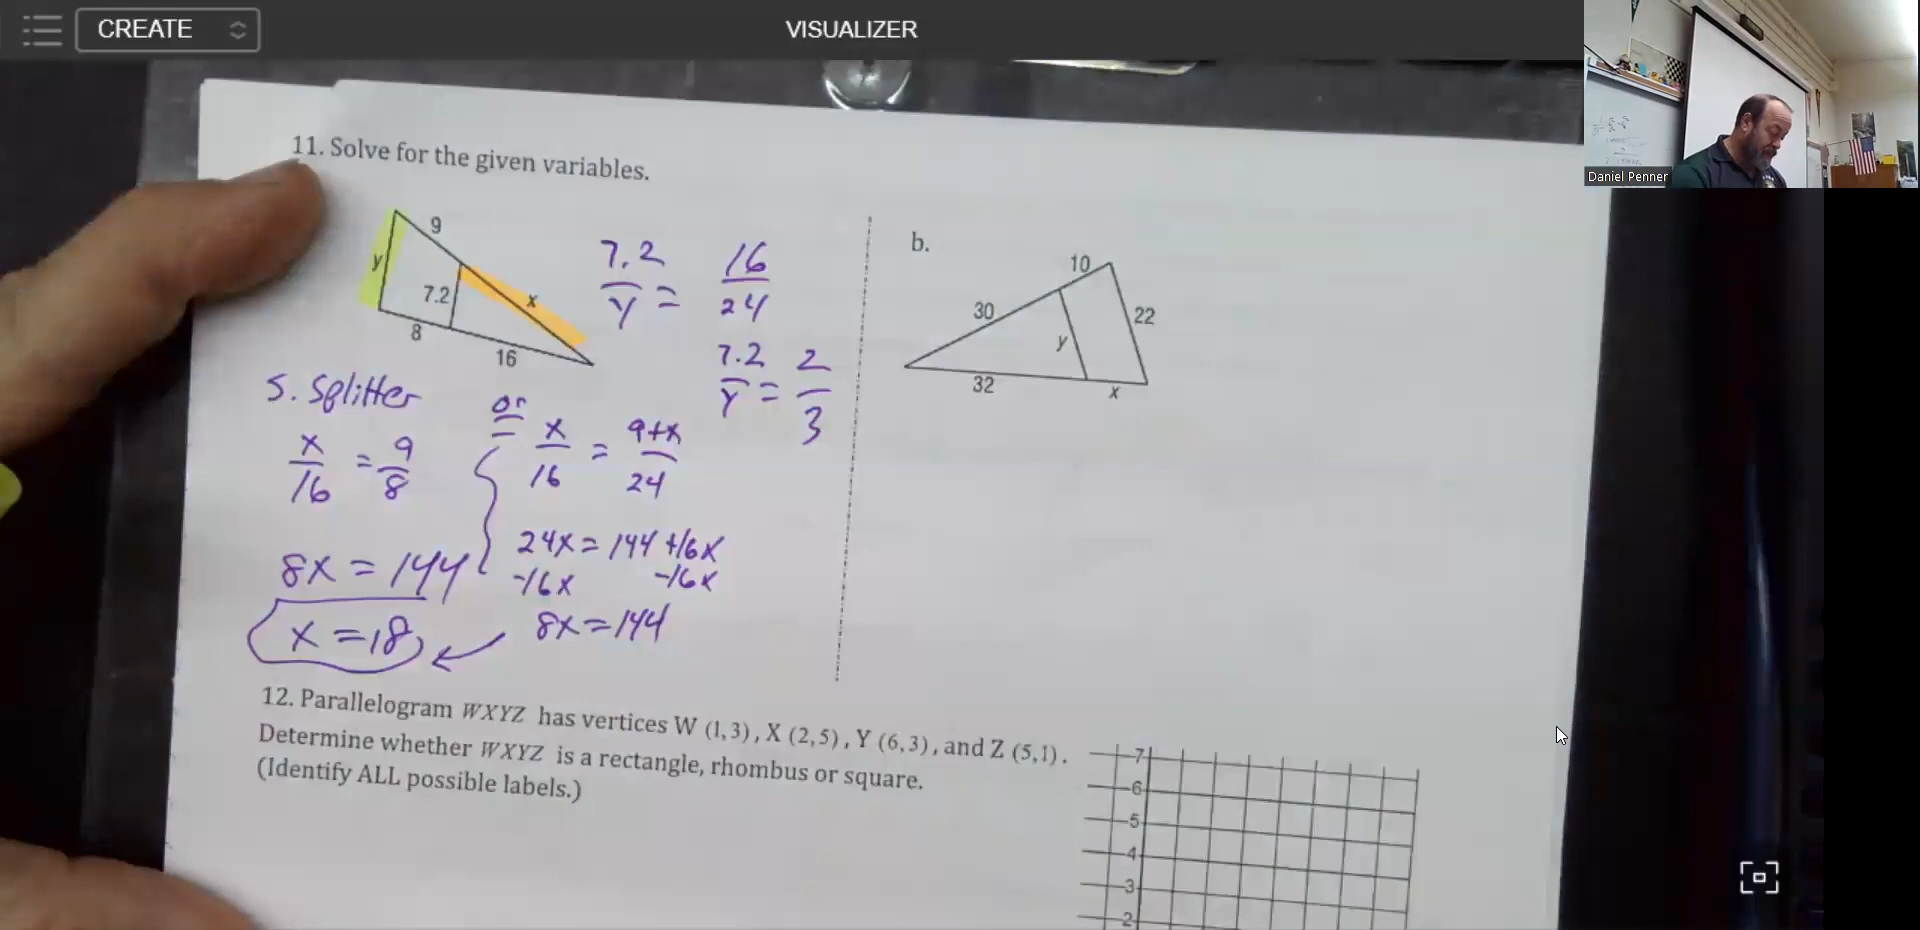 CREATE
VISUALIZER
Daniel Penner
11. Solve for the given variables.
9
y
7.2
x
8
16
7.2/y = 16/24
7.2/y = 2/3
S. Splitter
x/16 = 9/8
8x = 144
x = 18
or
x/16 = 9+x/24
24x = 144 + 16x
-16x -16x
8x = 144
b.
10
30
22
y
32
x
12. Parallelogram WXYZ has vertices W (1,3), X (2,5), Y (6,3), and Z (5,1).
Determine whether WXYZ is a rectangle, rhombus or square.
(Identify ALL possible labels.)
7
6
5
4
3
2